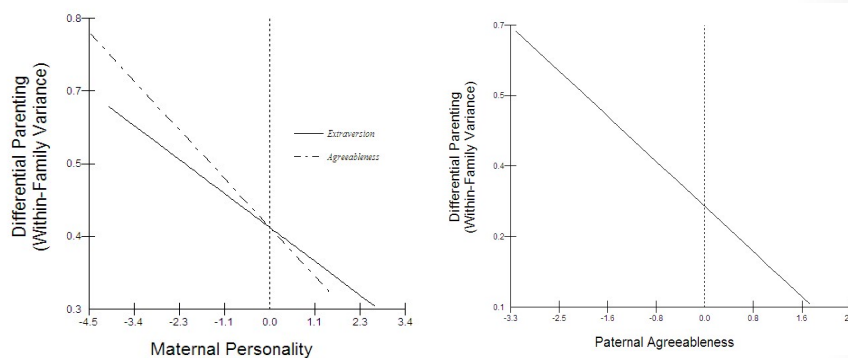 0.8
0.7
0.5
0.4
0.3
-4.5 -3.4 -2.3 -1.1 0.0 1.1 2.3 3.4
Differential Parenting
(Within-Family Variance)
Maternal Personality
Extraversion
Agreeableness
0.7
0.5
0.4
0.2
0.1
-3.3 -2.5 -1.6 -0.8 0.0 0.8 1.6
Differential Parenting
(Within-Family Variance)
Paternal Agreeableness